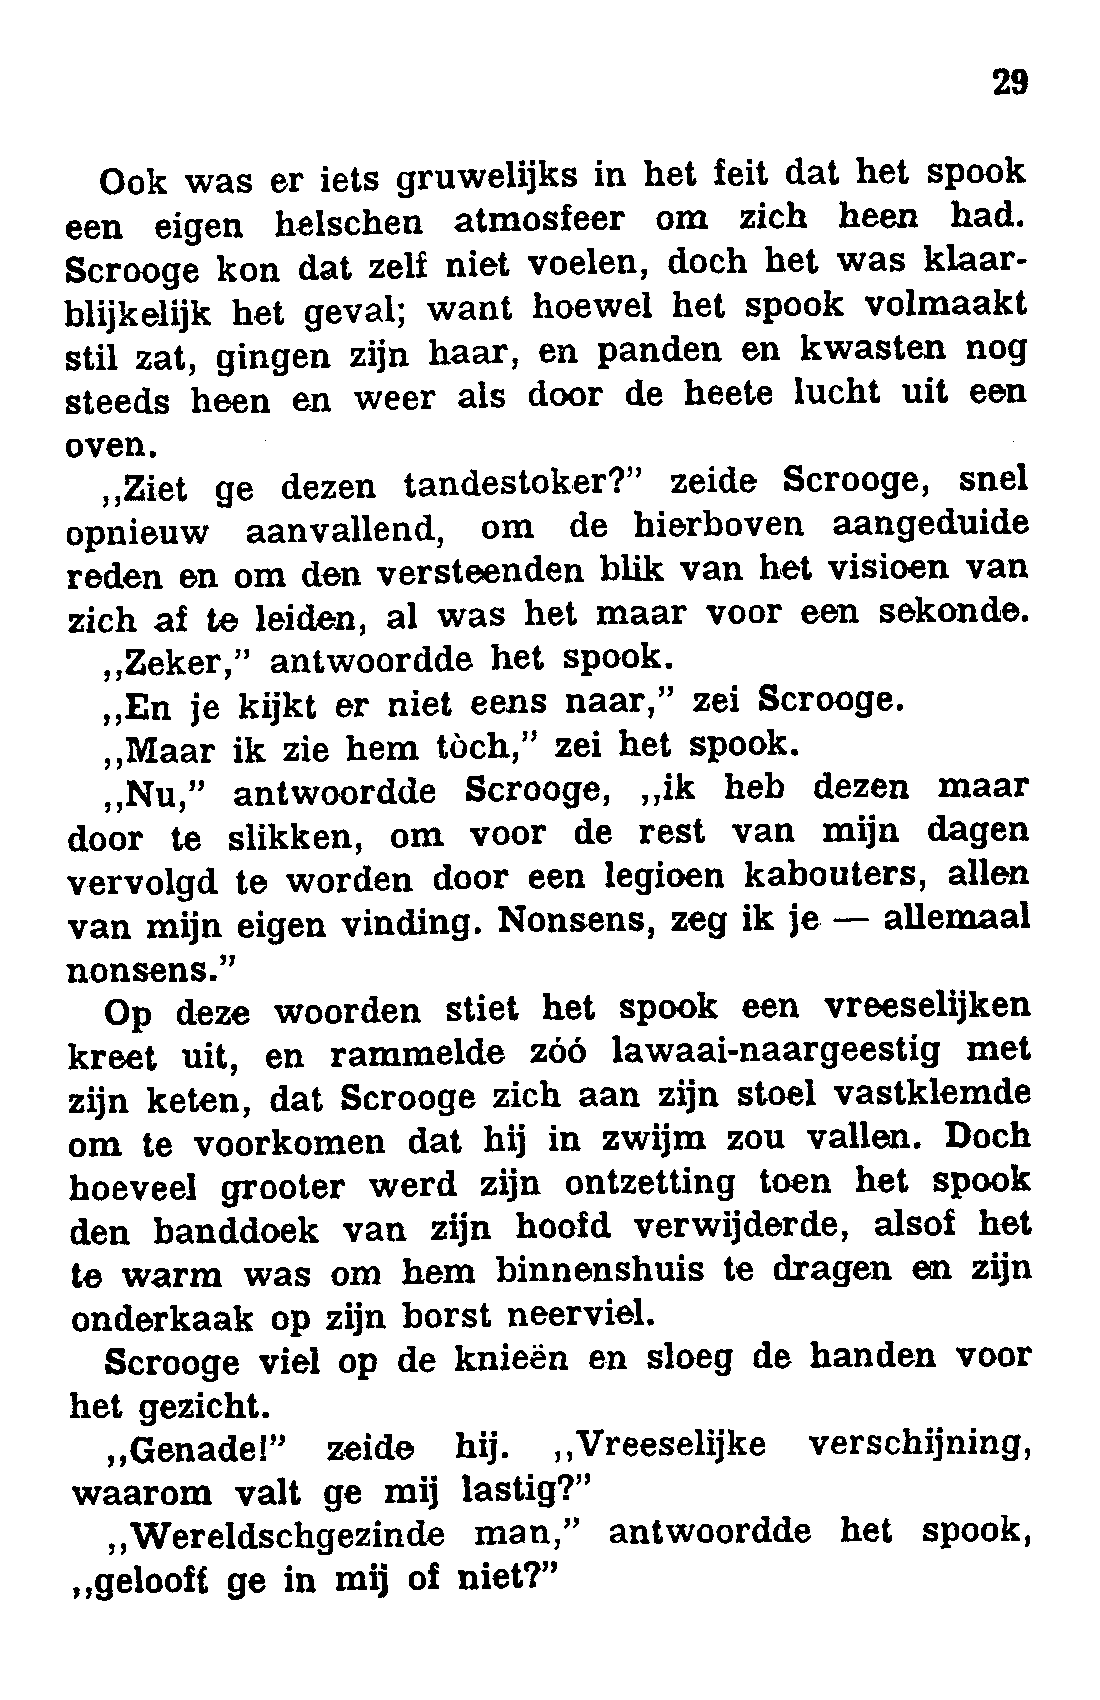 29
Ook was er iets gruwelijks in het feit dat het spook
een eigen helschen atmosfeer om zich heen had.
Scrooge kon dat zelf niet voelen, doch het was klaar-
blijkelijk het geval; want hoewel het spook volmaakt
stil zat, gingen zijn haar, en panden en kwasten nog
steeds heen en weer als door de heete lucht uit een
oven.
,,Ziet ge dezen tandestoker?” zeide Scrooge, snel
opnieuw aanvallend, om de hierboven aangeduide
reden en om den versteenden blik van het visioen van
zich af te leiden, al was het maar voor een sekonde.
,,Zeker,” antwoordde het spook.
,,En je kijkt er niet eens naar,” zei Scrooge.
,,Maar ik zie hem tòch,” zei het spook.
,,Nu,” antwoordde Scrooge, ,,ik heb dezen maar
door te slikken, om voor de rest van mijn dagen
vervolgd te worden door een legioen kabouters, allen
van mijn eigen vinding. Nonsens, zeg ik je — allemaal
nonsens.”
Op deze woorden stiet het spook een vreeselijken
kreet uit, en rammelde zóó lawaai-naargeestig met
zijn keten, dat Scrooge zich aan zijn stoel vastklemde
om te voorkomen dat hij in zwijm zou vallen. Doch
hoeveel grooter werd zijn ontzetting toen het spook
den banddoek van zijn hoofd verwijderde, alsof het
te warm was om hem binnenshuis te dragen en zijn
onderkaak op zijn borst neerviel.
Scrooge viel op de knieën en sloeg de handen voor
het gezicht.
,,Genade!” zeide hij. ,,Vreeselijke verschijning,
waarom valt ge mij lastig?”
,,Wereldschgezinde man,” antwoordde het spook,
,,gelooft ge in mij of niet?”